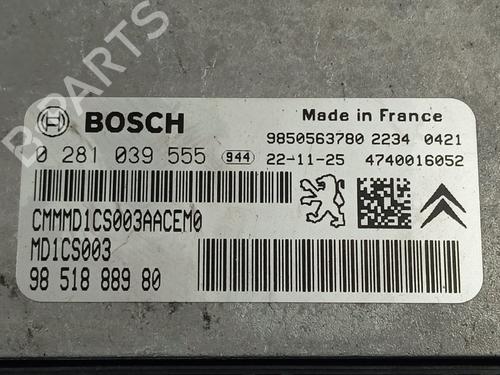 BOSCH
Made in France
9850563780 2234 0421
0 281 039 555 944 22-11-25 4740016052
CMMMD1CS003AACEM0
MD1CS003
98 518 889 80
B-PARTS